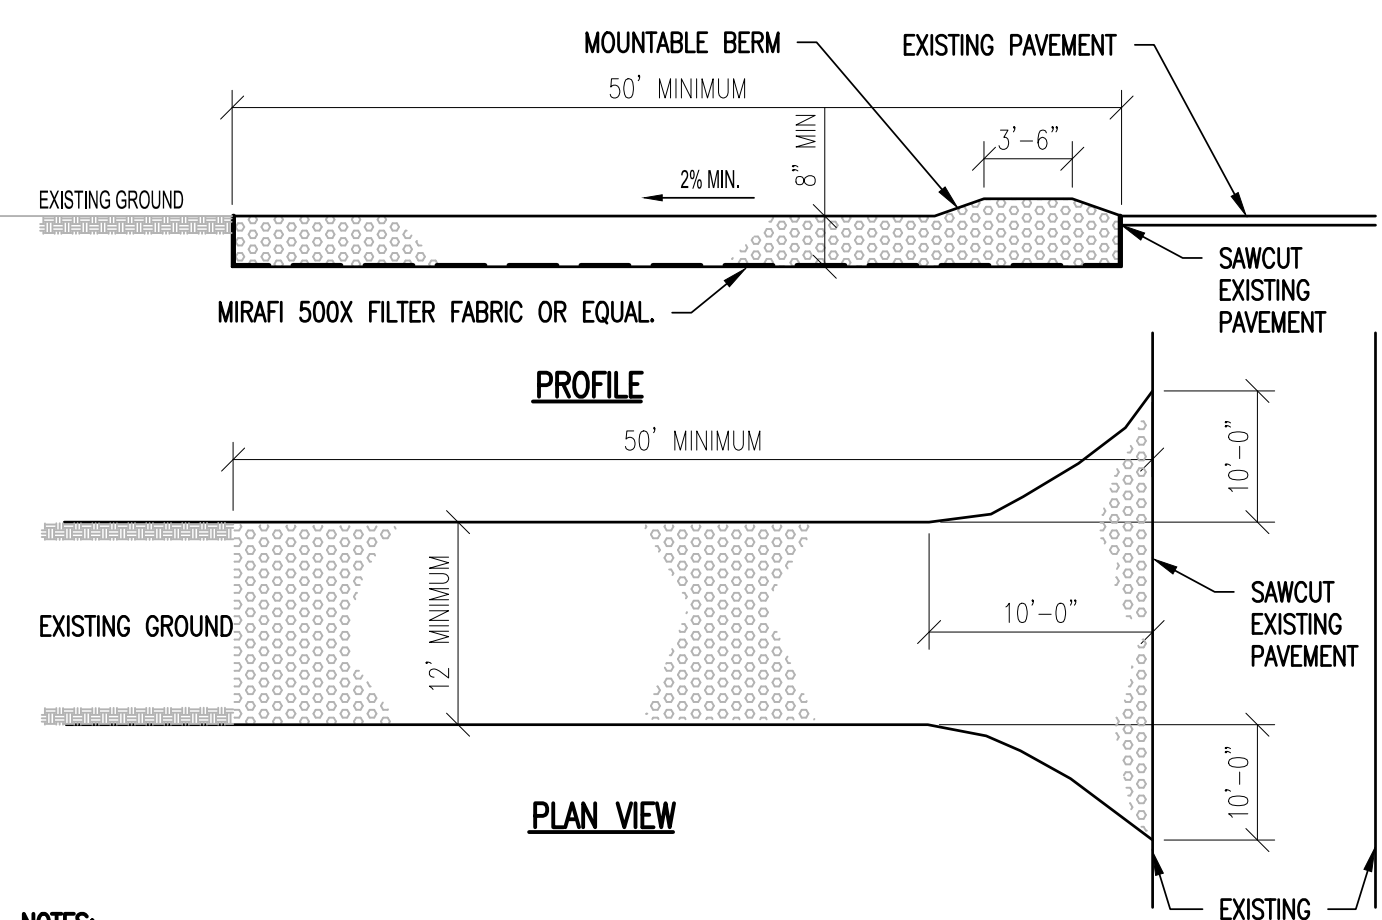 MOUNTABLE BERM
EXISTING PAVEMENT
50' MINIMUM
8" MIN
3'-6"
2% MIN.
EXISTING GROUND
SAWCUT
EXISTING
PAVEMENT
MIRAFI 500X FILTER FABRIC OR EQUAL.
PROFILE
50' MINIMUM
10'-0"
12' MINIMUM
10'-0"
SAWCUT
EXISTING
PAVEMENT
EXISTING GROUND
10'-0"
PLAN VIEW
EXISTING
NOTES: